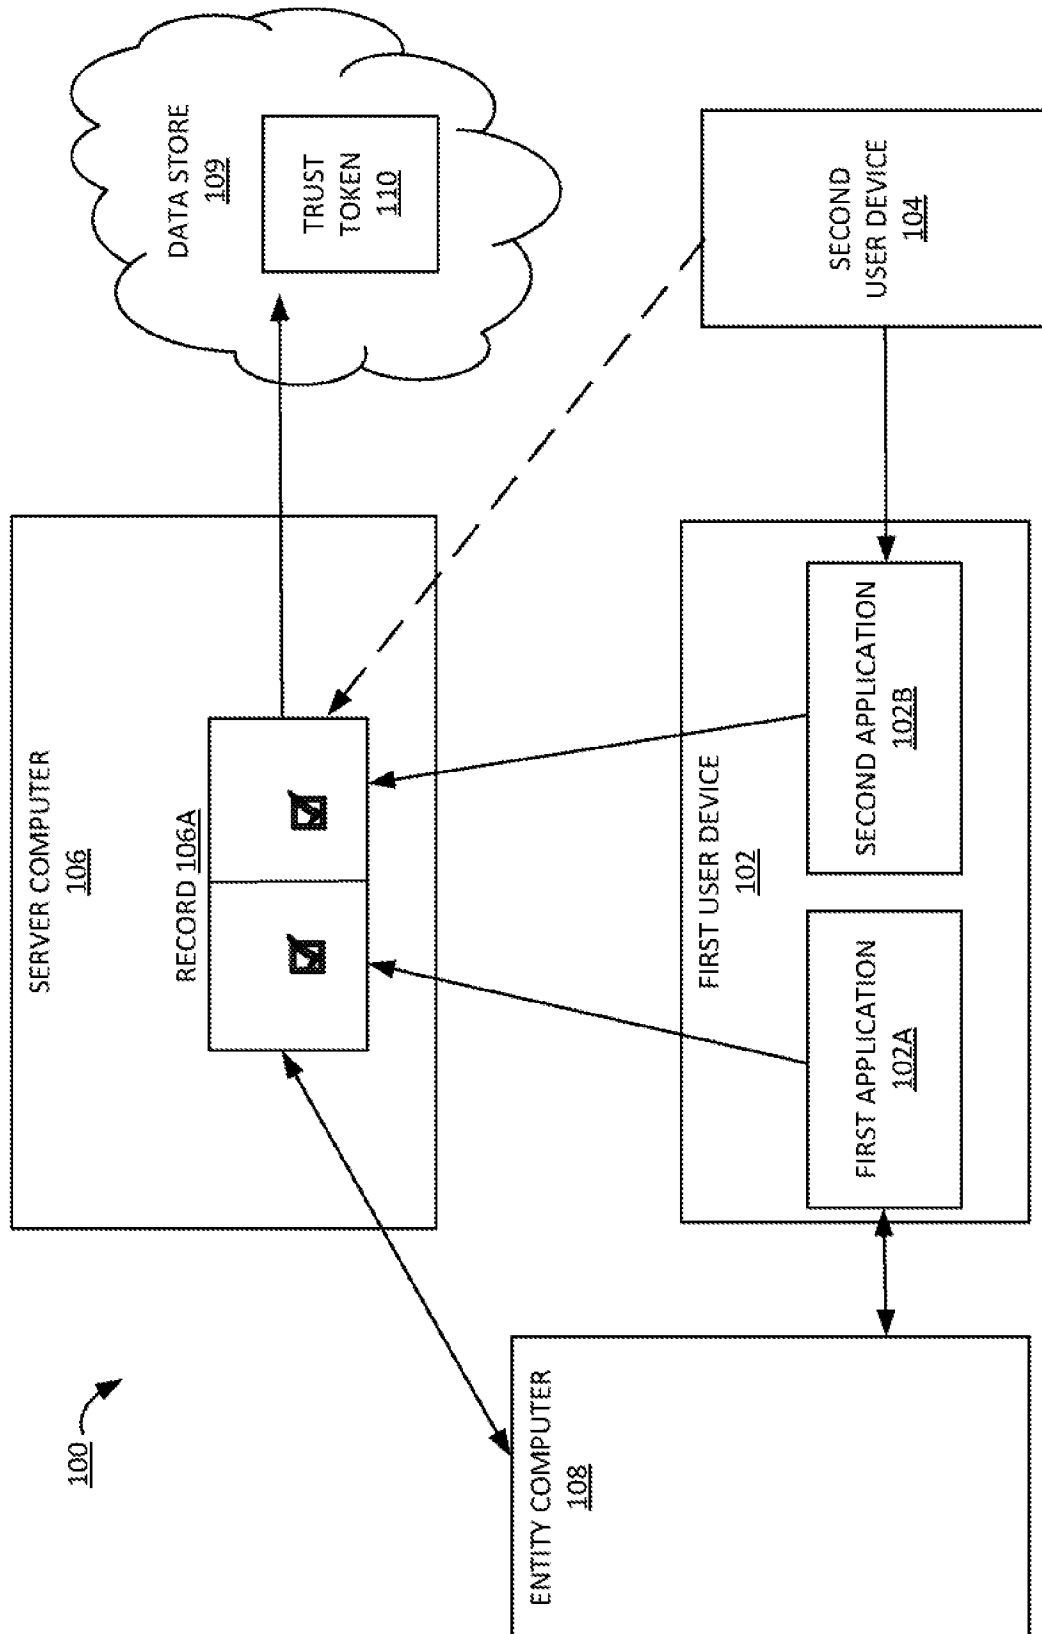 100
SERVER COMPUTER
106
RECORD 106A
DATA STORE
109
TRUST
TOKEN
110
ENTITY COMPUTER
108
FIRST USER DEVICE
102
FIRST APPLICATION
102A
SECOND APPLICATION
102B
SECOND
USER DEVICE
104